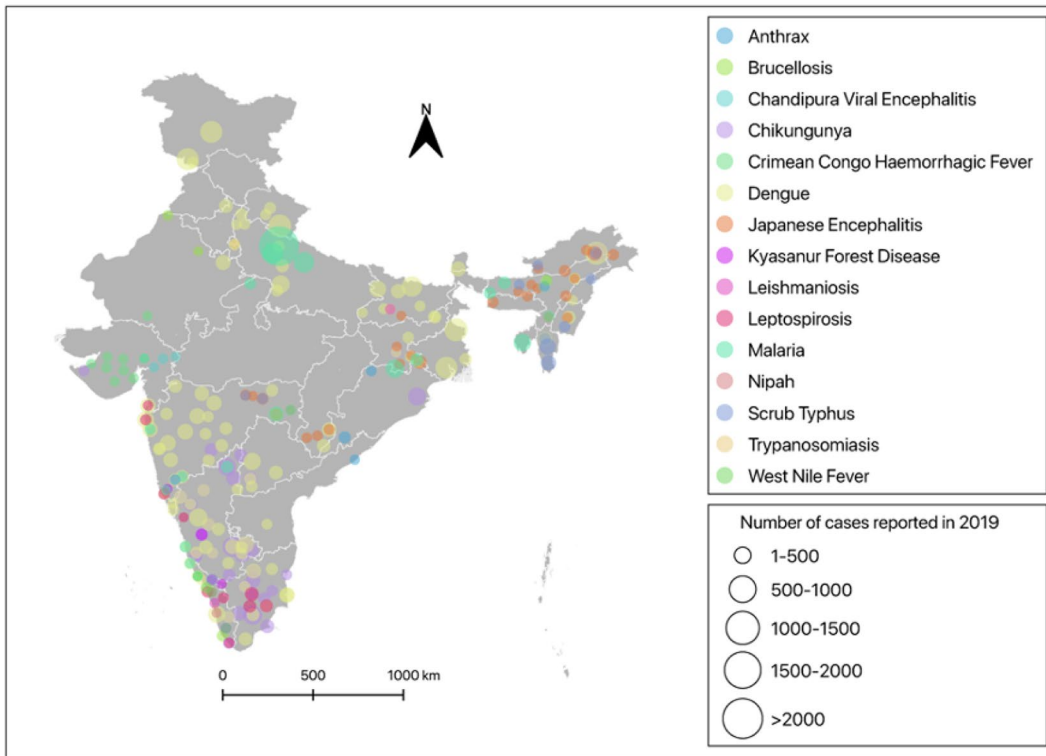 N
0 500 1000 km
Anthrax
Brucellosis
Chandipura Viral Encephalitis
Chikungunya
Crimean Congo Haemorrhagic Fever
Dengue
Japanese Encephalitis
Kyasanur Forest Disease
Leishmaniosis
Leptospirosis
Malaria
Nipah
Scrub Typhus
Trypanosomiasis
West Nile Fever
Number of cases reported in 2019
1-500
500-1000
1000-1500
1500-2000
>2000